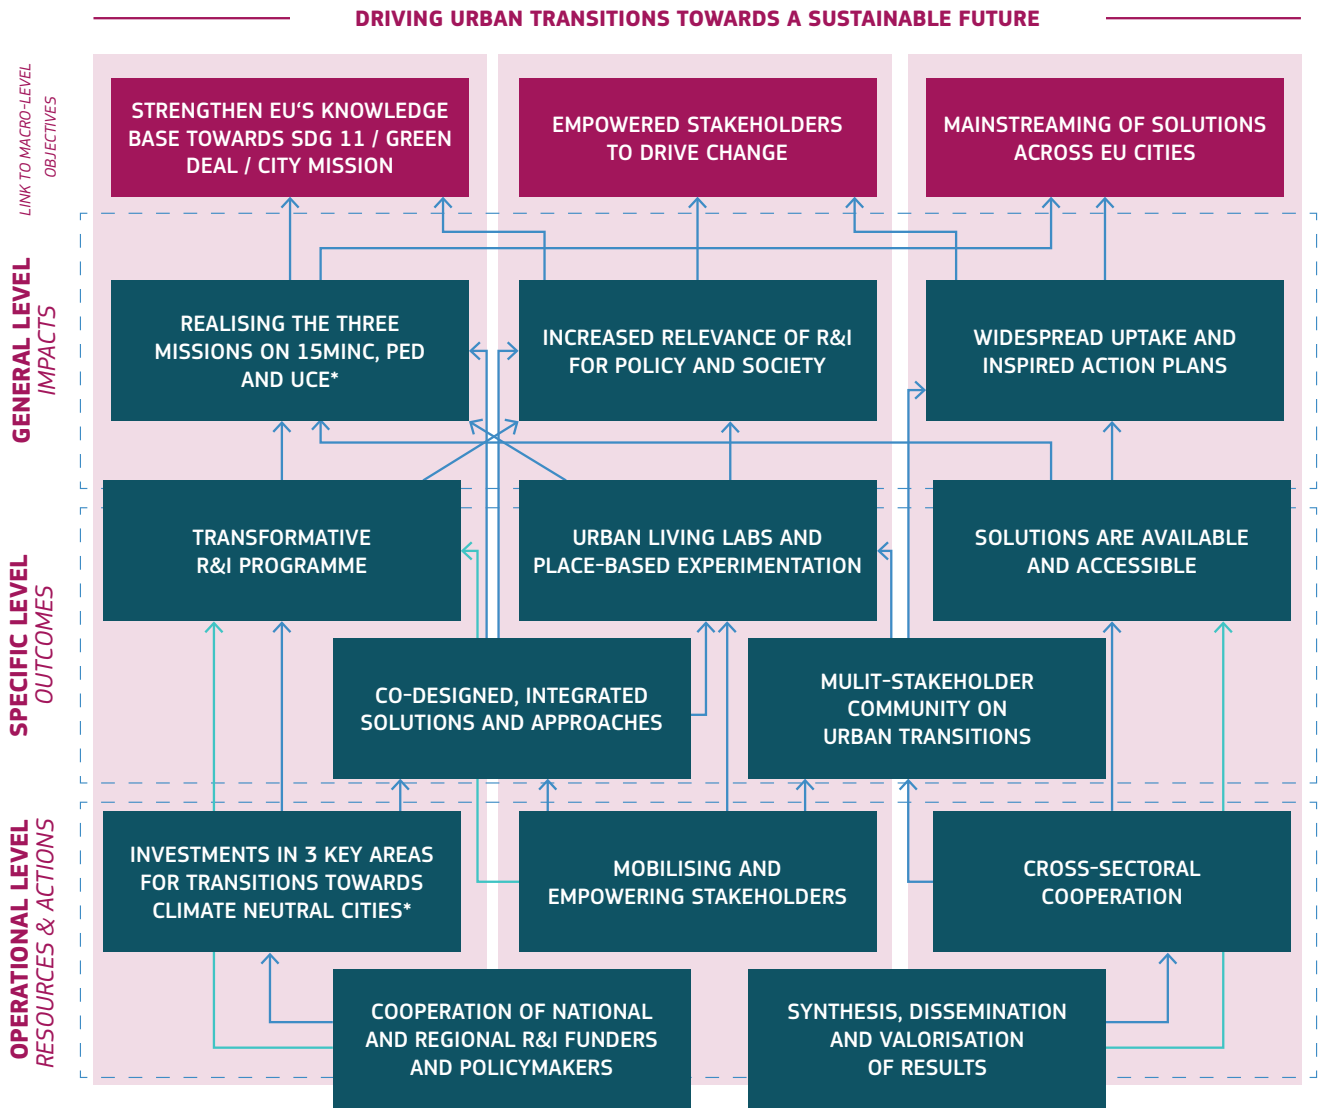 DRIVING URBAN TRANSITIONS TOWARDS A SUSTAINABLE FUTURE
LINK TO MACRO-LEVEL
OBJECTIVES
STRENGTHEN EU‘S KNOWLEDGE
BASE TOWARDS SDG 11 / GREEN
DEAL / CITY MISSION
EMPOWERED STAKEHOLDERS
TO DRIVE CHANGE
MAINSTREAMING OF SOLUTIONS
ACROSS EU CITIES
GENERAL LEVEL
IMPACTS
REALISING THE THREE
MISSIONS ON 15MINC, PED
AND UCE*
INCREASED RELEVANCE OF R&I
FOR POLICY AND SOCIETY
WIDESPREAD UPTAKE AND
INSPIRED ACTION PLANS
SPECIFIC LEVEL
OUTCOMES
TRANSFORMATIVE
R&I PROGRAMME
URBAN LIVING LABS AND
PLACE-BASED EXPERIMENTATION
SOLUTIONS ARE AVAILABLE
AND ACCESSIBLE
CO-DESIGNED, INTEGRATED
SOLUTIONS AND APPROACHES
MULIT-STAKEHOLDER
COMMUNITY ON
URBAN TRANSITIONS
OPERATIONAL LEVEL
RESOURCES & ACTIONS
INVESTMENTS IN 3 KEY AREAS
FOR TRANSITIONS TOWARDS
CLIMATE NEUTRAL CITIES*
MOBILISING AND
EMPOWERING STAKEHOLDERS
CROSS-SECTORAL
COOPERATION
COOPERATION OF NATIONAL
AND REGIONAL R&I FUNDERS
AND POLICYMAKERS
SYNTHESIS, DISSEMINATION
AND VALORISATION
OF RESULTS